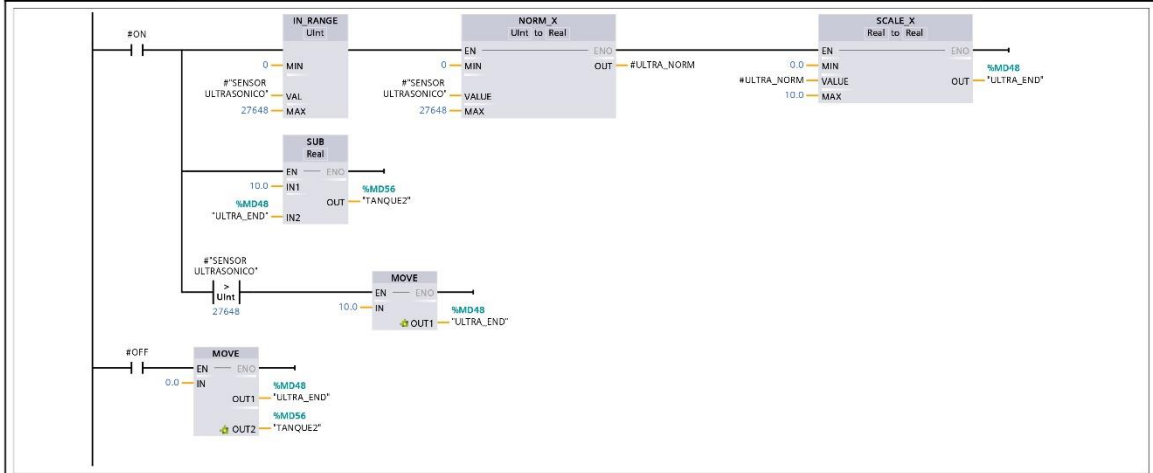 #ON
IN_RANGE
UInt
0 MIN
#"SENSOR
ULTRASONICO" VAL
27648 MAX
NORM_X
UInt to Real
EN ENO
0 MIN OUT #ULTRA_NORM
#"SENSOR
ULTRASONICO" VALUE
27648 MAX
SCALE_X
Real to Real
EN ENO
0.0 MIN %MD48
#ULTRA_NORM VALUE OUT "ULTRA_END"
10.0 MAX
SUB
Real
EN ENO
10.0 IN1 %MD56
%MD48 OUT "TANQUE2"
"ULTRA_END" IN2
#"SENSOR
ULTRASONICO"
>
UInt
27648
MOVE
EN ENO
10.0 IN %MD48
OUT1 "ULTRA_END"
#OFF
MOVE
EN ENO
0.0 IN %MD48
OUT1 "ULTRA_END"
%MD56
OUT2 "TANQUE2"